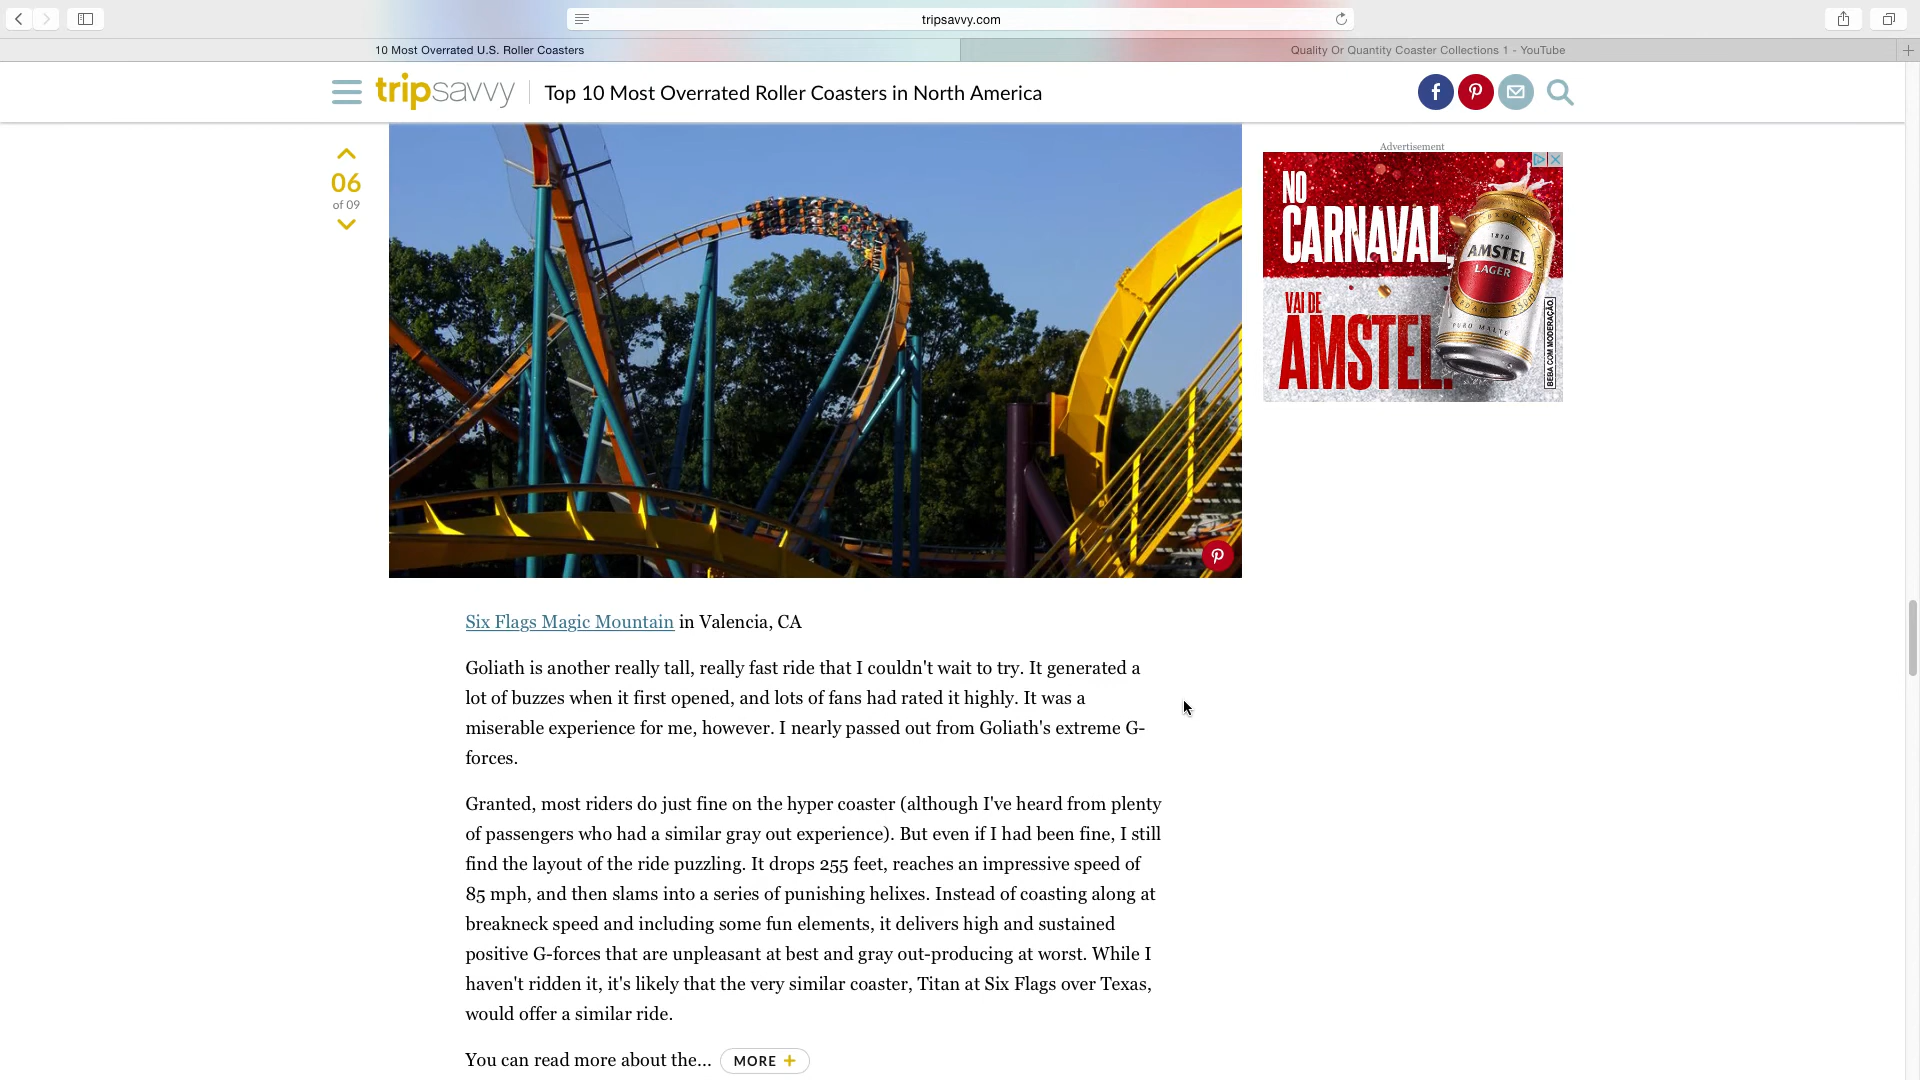 tripsavvy.com
10 Most Overrated U.S. Roller Coasters
Quality Or Quantity Coaster Collections 1 - YouTube
tripsavvy
Top 10 Most Overrated Roller Coasters in North America
06
of 09
Advertisement
NO
CARNAVAL,
VAI DE
AMSTEL.
1870
AMSTEL
LAGER
PURO MALTE
BEBA COM MODERAÇÃO.
Six Flags Magic Mountain in Valencia, CA
Goliath is another really tall, really fast ride that I couldn't wait to try. It generated a
lot of buzzes when it first opened, and lots of fans had rated it highly. It was a
miserable experience for me, however. I nearly passed out from Goliath's extreme G-
forces.
Granted, most riders do just fine on the hyper coaster (although I've heard from plenty
of passengers who had a similar gray out experience). But even if I had been fine, I still
find the layout of the ride puzzling. It drops 255 feet, reaches an impressive speed of
85 mph, and then slams into a series of punishing helixes. Instead of coasting along at
breakneck speed and including some fun elements, it delivers high and sustained
positive G-forces that are unpleasant at best and gray out-producing at worst. While I
haven't ridden it, it's likely that the very similar coaster, Titan at Six Flags over Texas,
would offer a similar ride.
You can read more about the... MORE +